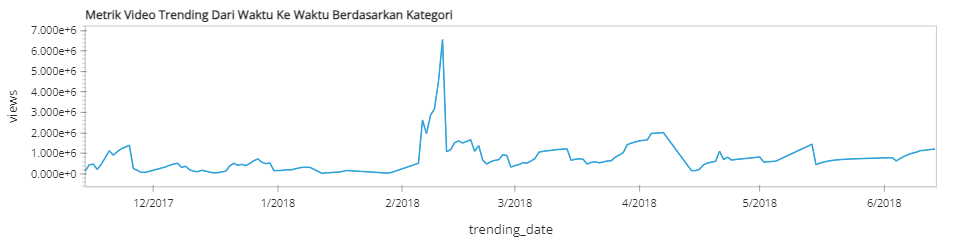 Metrik Video Trending Dari Waktu Ke Waktu Berdasarkan Kategori
7.000e+6
6.000e+6
5.000e+6
4.000e+6
3.000e+6
2.000e+6
1.000e+6
0.000e+0
views
12/2017 1/2018 2/2018 3/2018 4/2018 5/2018 6/2018
trending_date